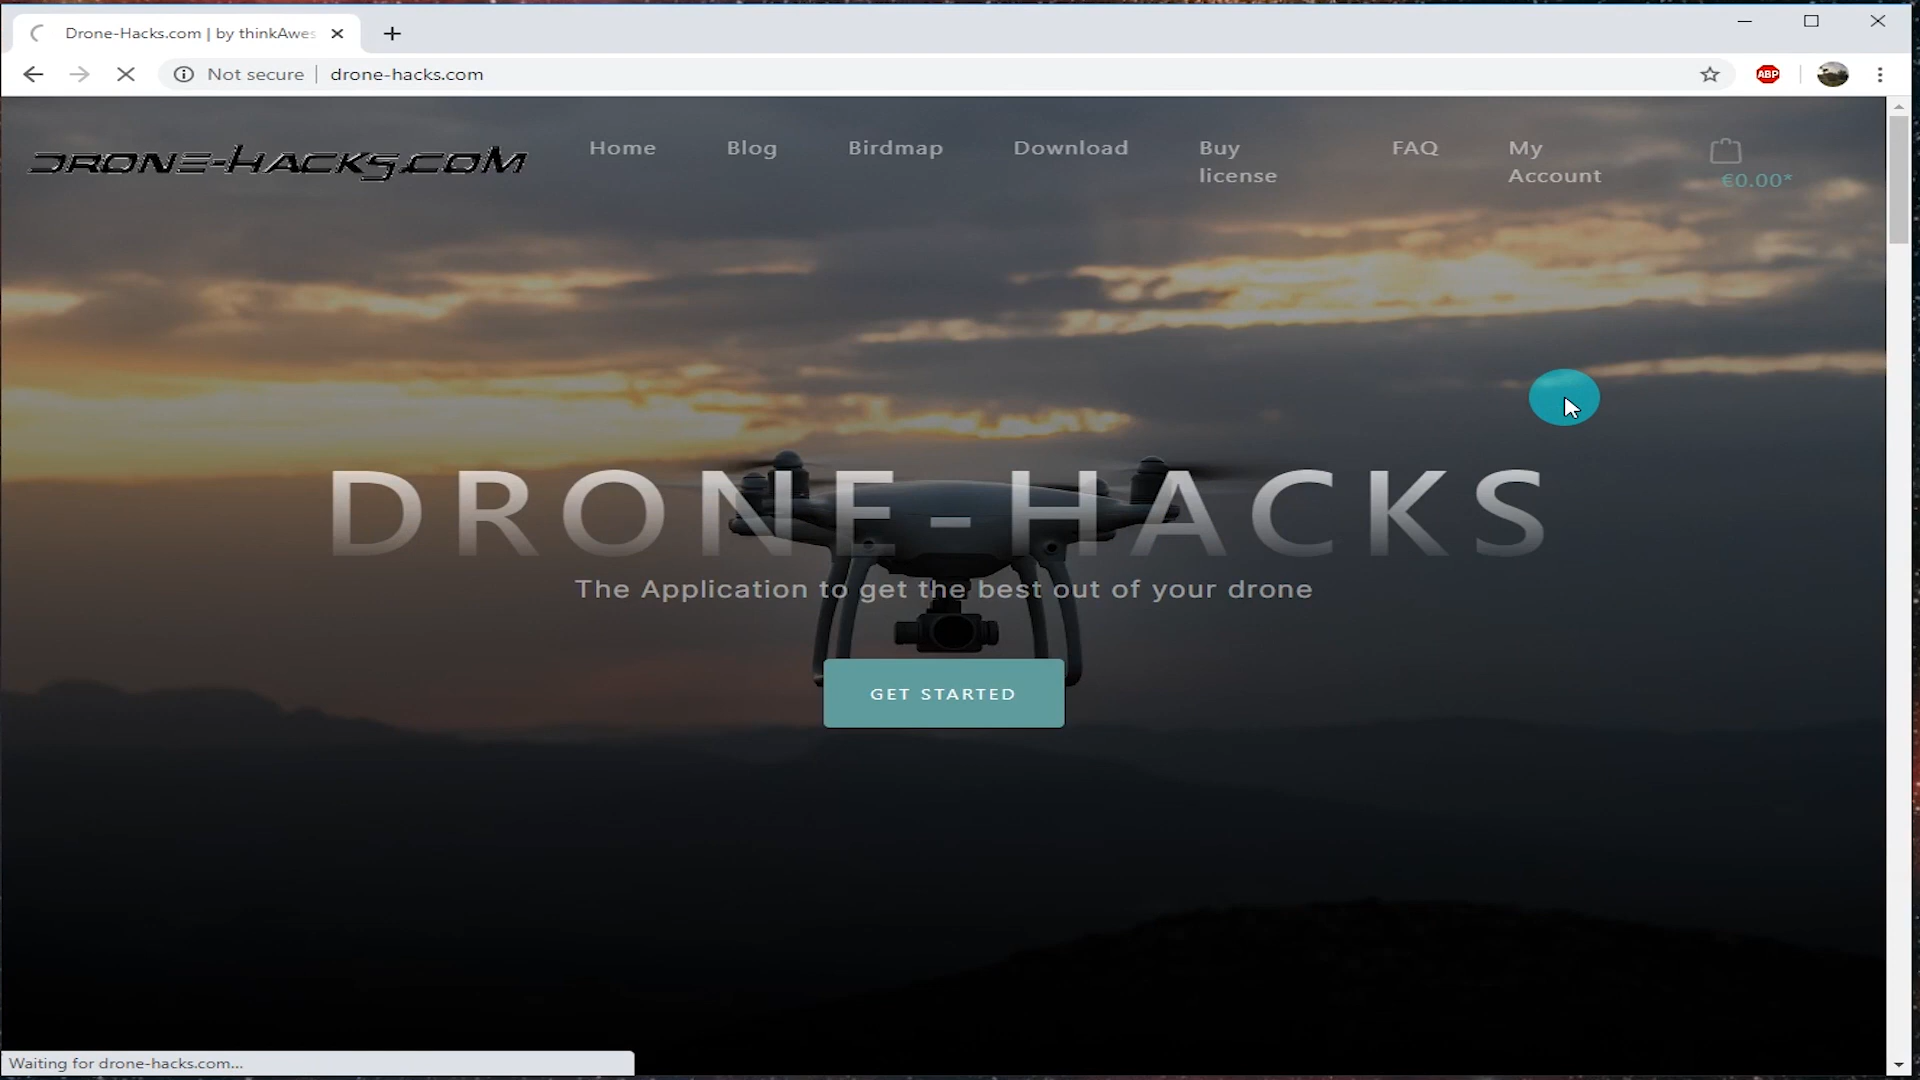 Drone-Hacks.com | by thinkAwes
Not secure
drone-hacks.com
ABP
DRONE-HACKS.COM
Home
Blog
Birdmap
Download
Buy
license
FAQ
My
Account
€0.00*
DRONE-HACKS
The Application to get the best out of your drone
GET STARTED
Waiting for drone-hacks.com...